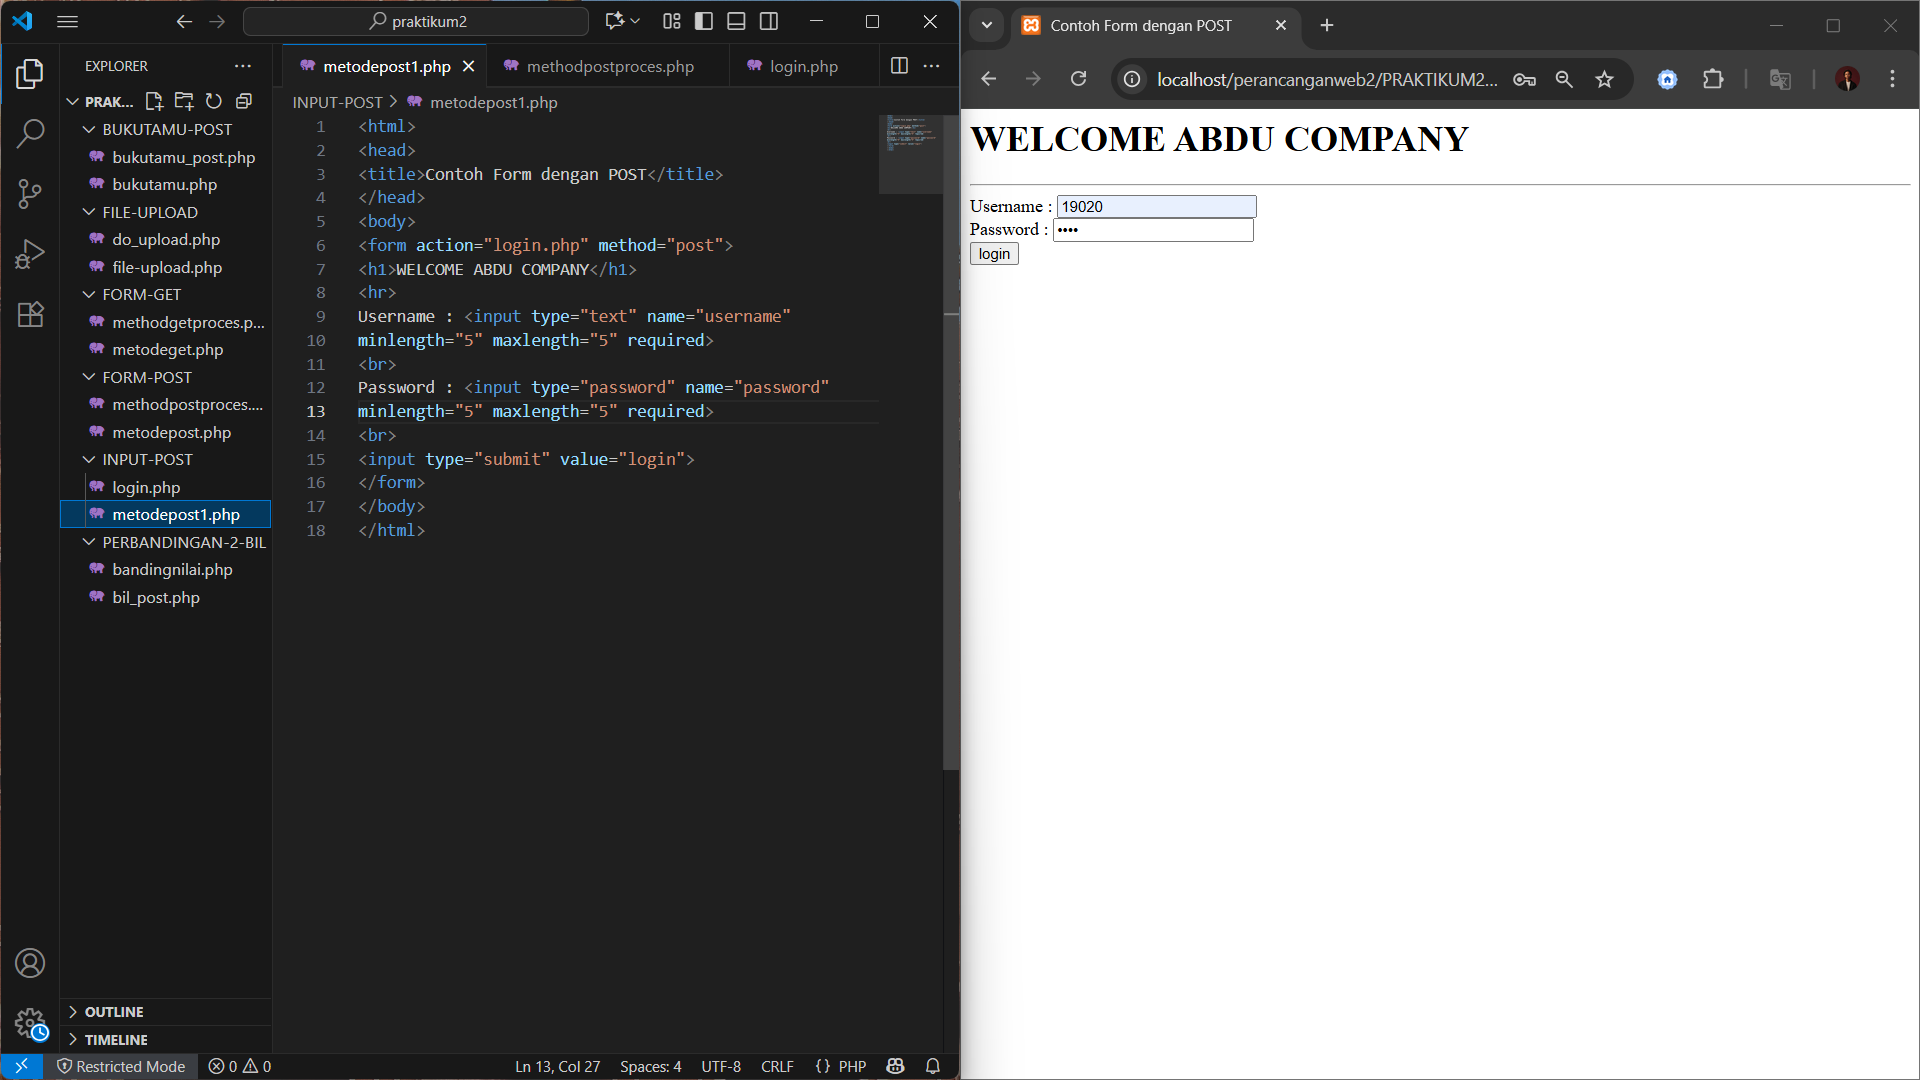 praktikum2
EXPLORER
PRAK...
BUKUTAMU-POST
bukutamu_post.php
bukutamu.php
FILE-UPLOAD
do_upload.php
file-upload.php
FORM-GET
methodgetproces.p...
metodeget.php
FORM-POST
methodpostproces....
metodepost.php
INPUT-POST
login.php
metodepost1.php
PERBANDINGAN-2-BIL
bandingnilai.php
bil_post.php
OUTLINE
TIMELINE
metodepost1.php
methodpostproces.php
login.php
INPUT-POST > metodepost1.php
1 <html>
2 <head>
3 <title>Contoh Form dengan POST</title>
4 </head>
5 <body>
6 <form action="login.php" method="post">
7 <h1>WELCOME ABDU COMPANY</h1>
8 <hr>
9 Username : <input type="text" name="username"
10 minlength="5" maxlength="5" required>
11 <br>
12 Password : <input type="password" name="password"
13 minlength="5" maxlength="5" required>
14 <br>
15 <input type="submit" value="login">
16 </form>
17 </body>
18 </html>
Restricted Mode 0 0 Ln 13, Col 27 Spaces: 4 UTF-8 CRLF {} PHP
Contoh Form dengan POST
localhost/perancanganweb2/PRAKTIKUM2...
WELCOME ABDU COMPANY
Username : 19020
Password : ••••
login